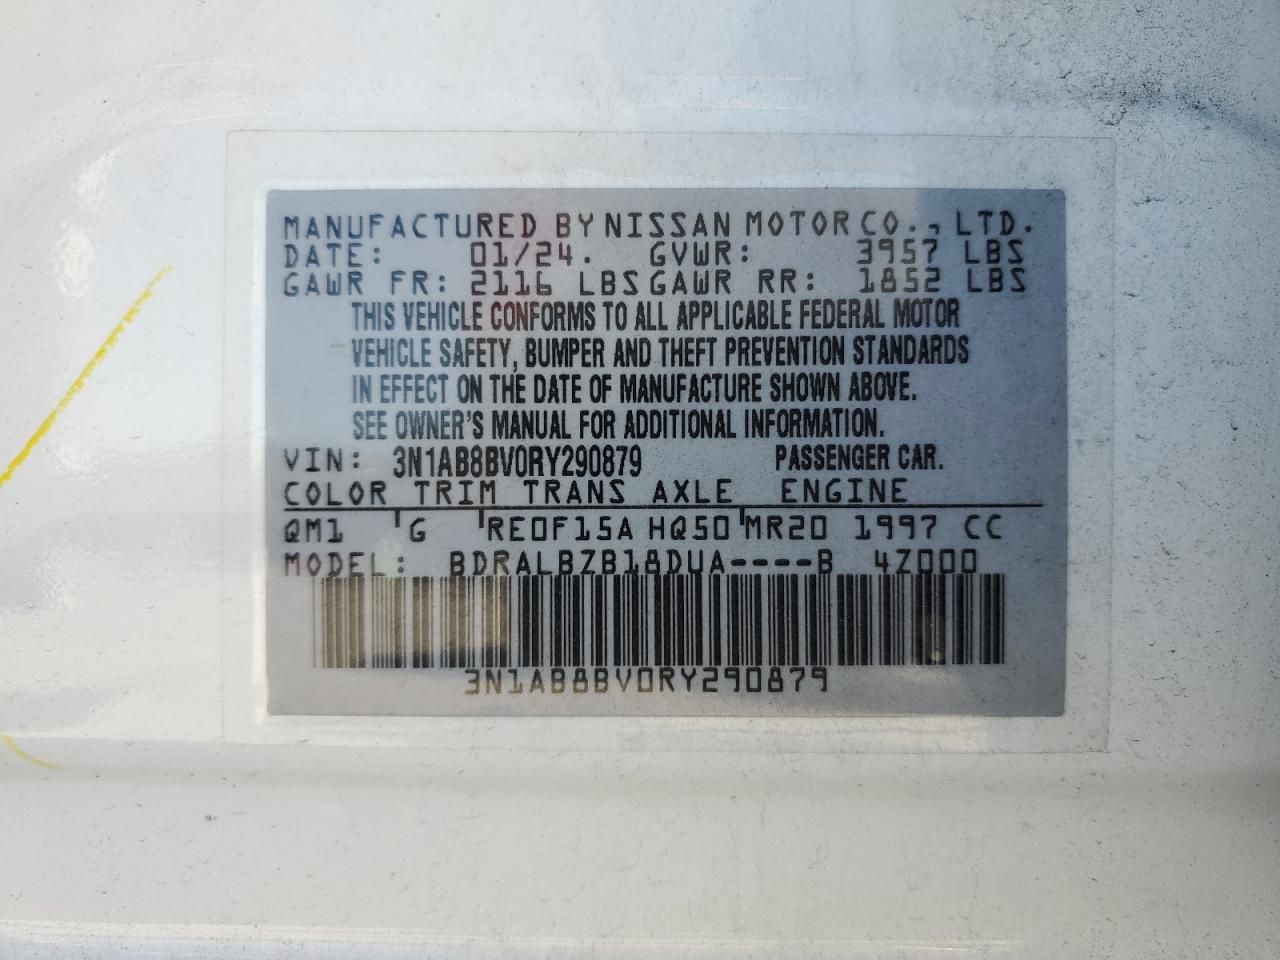 MANUFACTURED BY NISSAN MOTOR CO., LTD.
DATE: 01/24. GVWR: 3957 LBS
GAWR FR: 2116 LBS GAWR RR: 1852 LBS
THIS VEHICLE CONFORMS TO ALL APPLICABLE FEDERAL MOTOR
VEHICLE SAFETY, BUMPER AND THEFT PREVENTION STANDARDS
IN EFFECT ON THE DATE OF MANUFACTURE SHOWN ABOVE.
SEE OWNER'S MANUAL FOR ADDITIONAL INFORMATION.
VIN: 3N1AB8BV0RY290879 PASSENGER CAR.
COLOR TRIM TRANS AXLE ENGINE
QM1 G RE0F15A HQ50 MR20 1997 CC
MODEL: BDRALBZB18DUA----B 4Z000
3N1AB8BV0RY290879